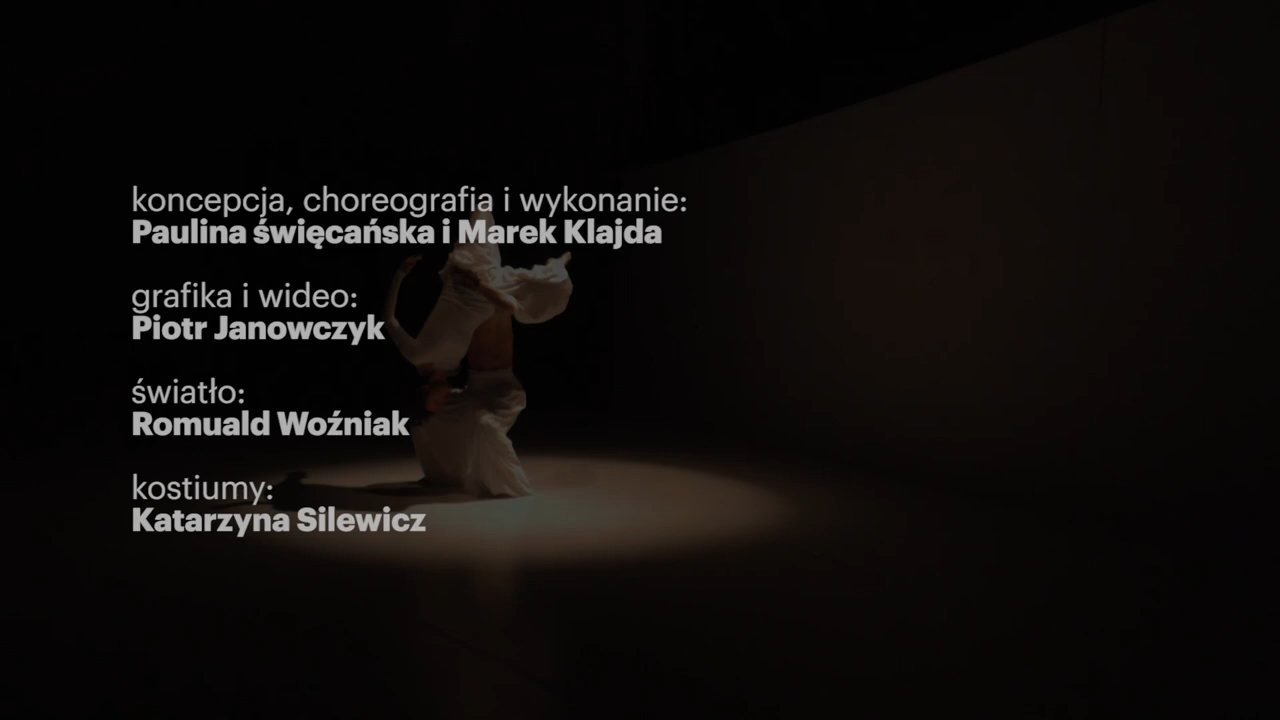 koncepcja, choreografia i wykonanie:
Paulina święcańska i Marek Klajda
grafika i wideo:
Piotr Janowczyk
światło:
Romuald Woźniak
kostiumy:
Katarzyna Silewicz